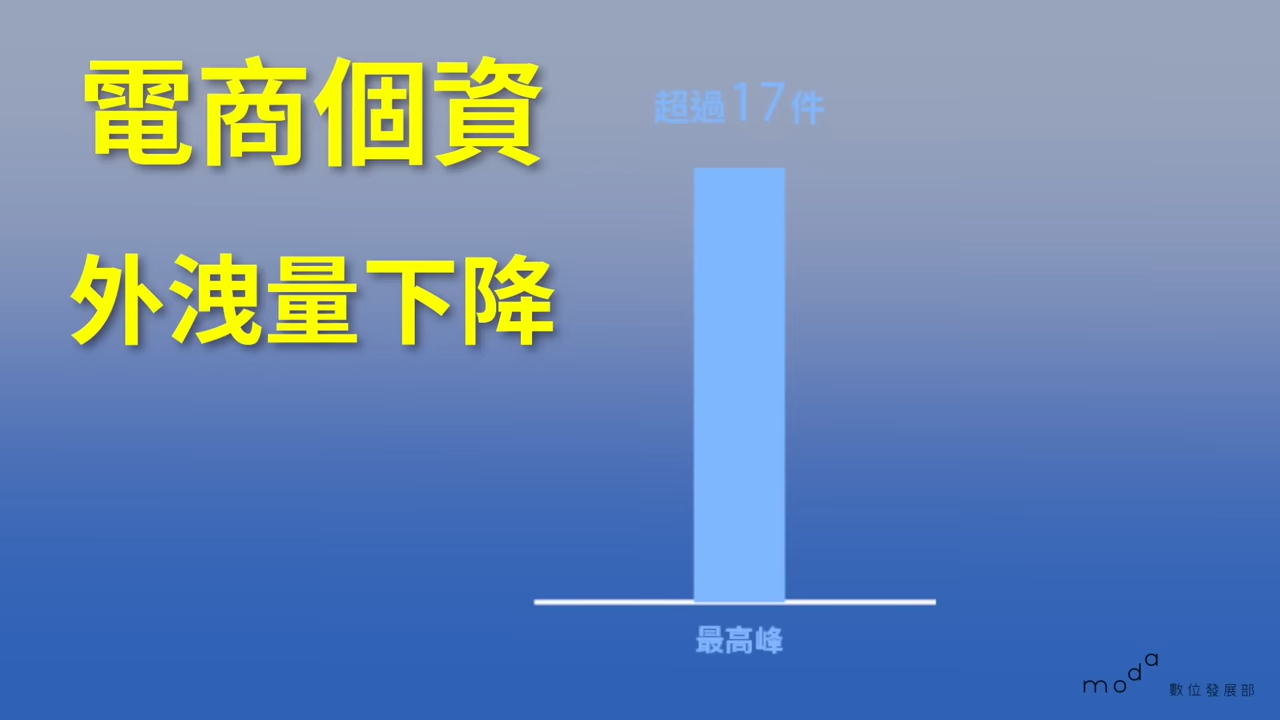 電商個資
外洩量下降
超過17件
最高峰
moda 數位發展部